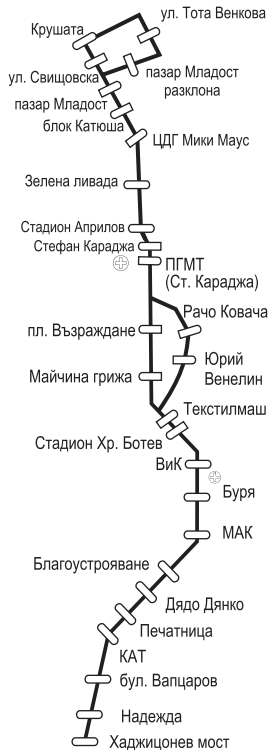 ул. Тота Венкова
Крушата
пазар Младост
разклона
ул. Свищовска
пазар Младост
блок Катюша
ЦДГ Мики Маус
Зелена ливада
Стадион Априлов
Стефан Караджа
ПГМТ
(Ст. Караджа)
Рачо Ковача
пл. Възраждане
Юрий
Венелин
Майчина грижа
Текстилмаш
Стадион Хр. Ботев
ВиК
Буря
МАК
Благоустрояване
Дядо Дянко
Печатница
КАТ
бул. Вапцаров
Надежда
Хаджицонев мост